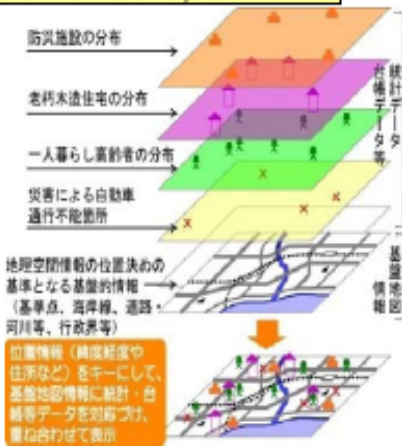 防災施設の分布
老朽木造住宅の分布
一人暮らし高齢者の分布
災害による自動車
通行不能箇所
統計データ
台帳データ等
地理空間情報の位置決めの
基準となる基盤的情報
（基準点、海岸線、道路・
河川等、行政界等）
基盤地図
情報
位置情報（緯度経度や
住所など）をキーにして、
基盤地図情報に統計・台
帳等データを対応づけ、
重ね合わせて表示